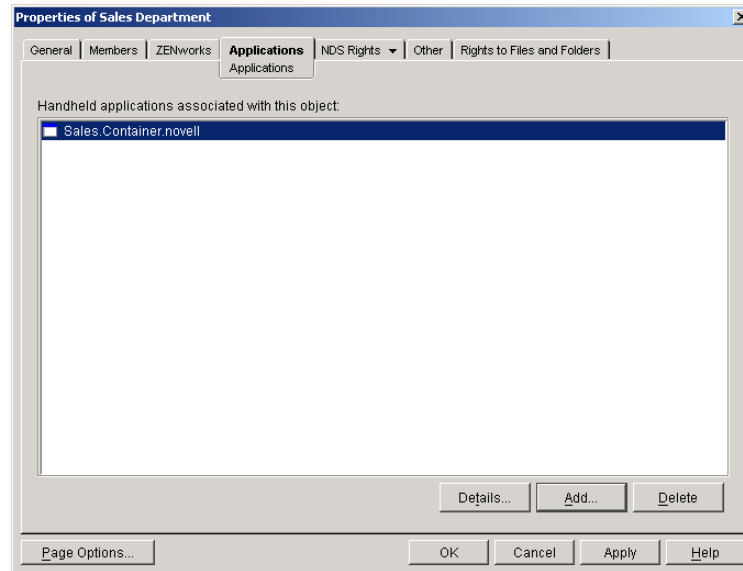 Properties of Sales Department
General Members ZENworks Applications NDS Rights Other Rights to Files and Folders
Applications
Handheld applications associated with this object:
Sales.Container.novell
Details... Add... Delete
Page Options... OK Cancel Apply Help